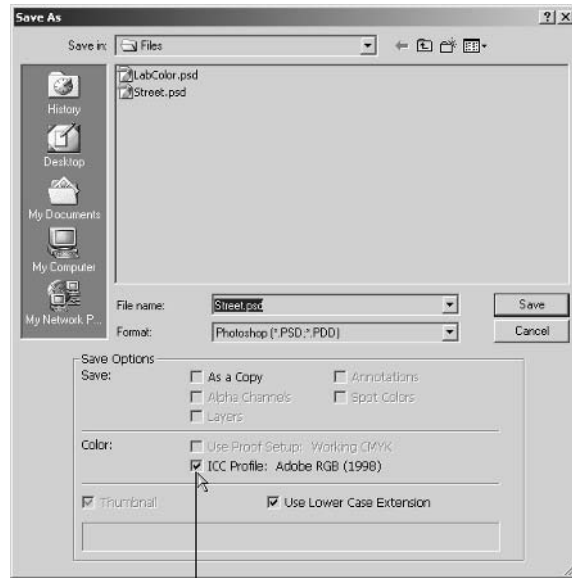 Save As
Save in: Files
LabColor.psd
Street.psd
History
Desktop
My Documents
My Computer
My Network P...
File name: Street.psd Save
Format: Photoshop (*.PSD;*.PDD) Cancel
Save Options
Save: As a Copy Annotations
Alpha Channels Spot Colors
Layers
Color: Use Proof Setup: Working CMYK
ICC Profile: Adobe RGB (1998)
Thumbnail Use Lower Case Extension